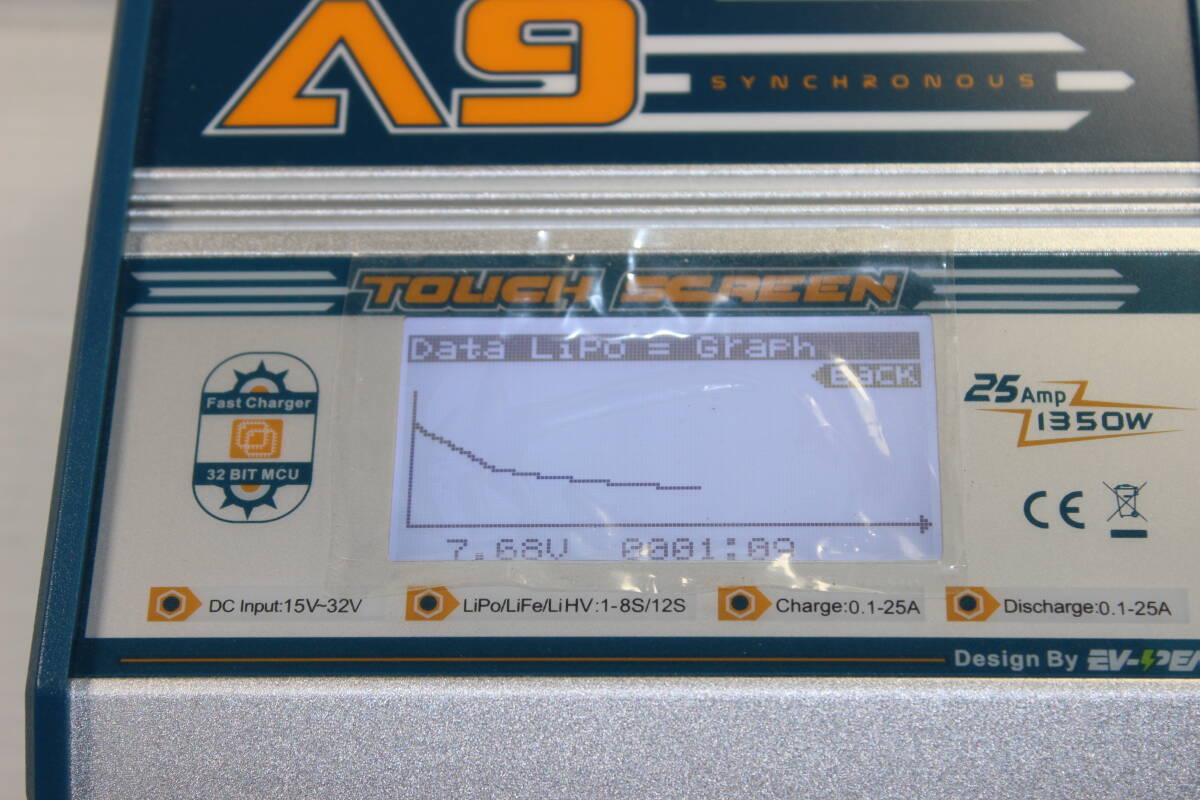 A9
SYNCHRONOUS
TOUCH SCREEN
Data LiPo = Graph
BACK
7.68V 0001:09
Fast Charger
32 BIT MCU
25 Amp
1350W
CE
DC Input:15V~32V
LiPo/LiFe/LiHV:1-8S/12S
Charge:0.1-25A
Discharge:0.1-25A
Design By